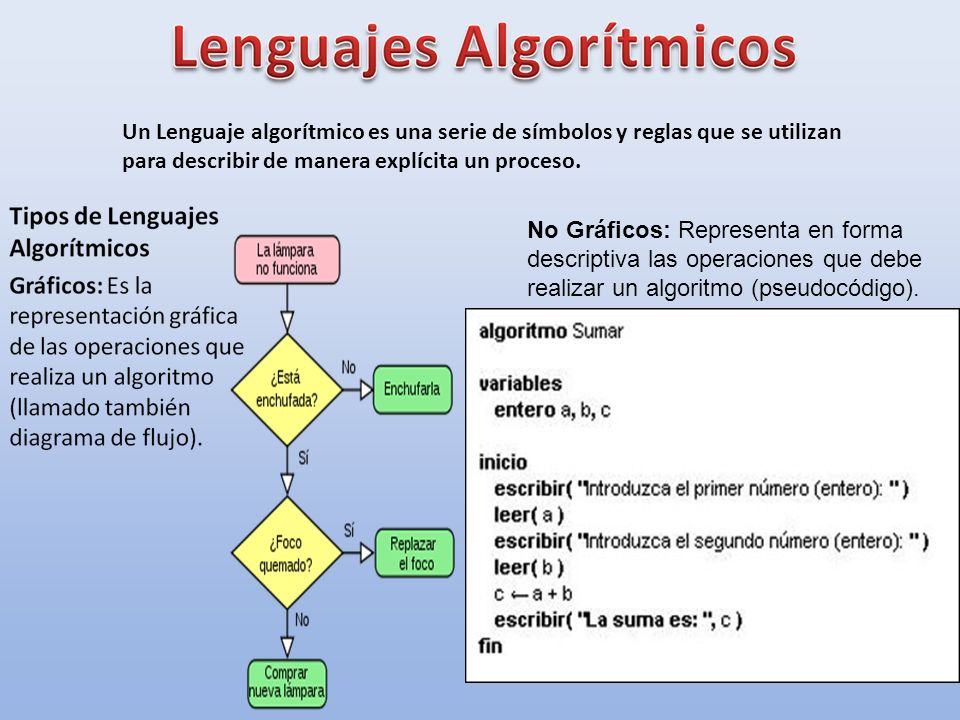 Lenguajes Algorítmicos
Un Lenguaje algorítmico es una serie de símbolos y reglas que se utilizan
para describir de manera explícita un proceso.
Tipos de Lenguajes
Algorítmicos
Gráficos: Es la
representación gráfica
de las operaciones que
realiza un algoritmo
(llamado también
diagrama de flujo).
La lámpara
no funciona
¿Está
enchufada?
No
Enchufarla
Sí
¿Foco
quemado?
Sí
Replazar
el foco
No
Comprar
nueva lámpara
No Gráficos: Representa en forma
descriptiva las operaciones que debe
realizar un algoritmo (pseudocódigo).
algoritmo Sumar
variables
entero a, b, c
inicio
escribir( "Introduzca el primer número (entero): " )
leer( a )
escribir( "Introduzca el segundo número (entero): " )
leer( b )
c ← a + b
escribir( "La suma es: ", c )
fin